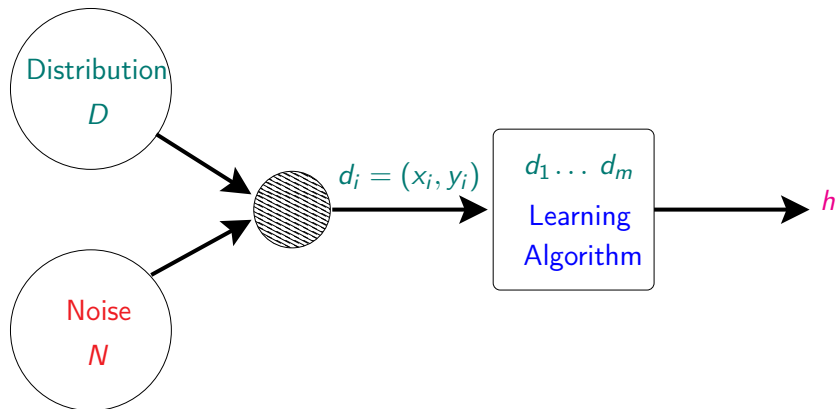 Distribution
D
d_i = (x_i, y_i)
d_1 ... d_m
Learning
Algorithm
h
Noise
N